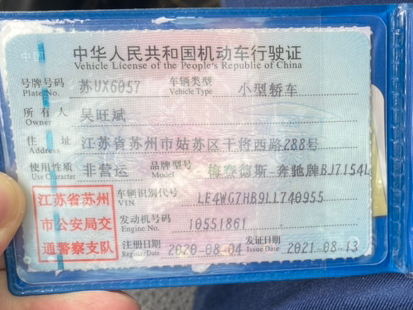 中华人民共和国机动车行驶证
Vehicle License of the People's Republic of China
号牌号码 苏UX6057 车辆类型 小型轿车
Plate No. Vehicle Type
所有人 吴旺斌
Owner
住址 江苏省苏州市姑苏区干将西路288号
Address
使用性质 非营运 品牌型号 梅赛德斯-奔驰牌BJ7154L
Use Character Model
江苏省苏州
市公安局交
通警察支队
车辆识别代号 LE4WG7HB9LL740955
VIN
发动机号码 10551861
Engine No.
注册日期 2020-08-04 发证日期 2021-08-13
Register Date Issue Date